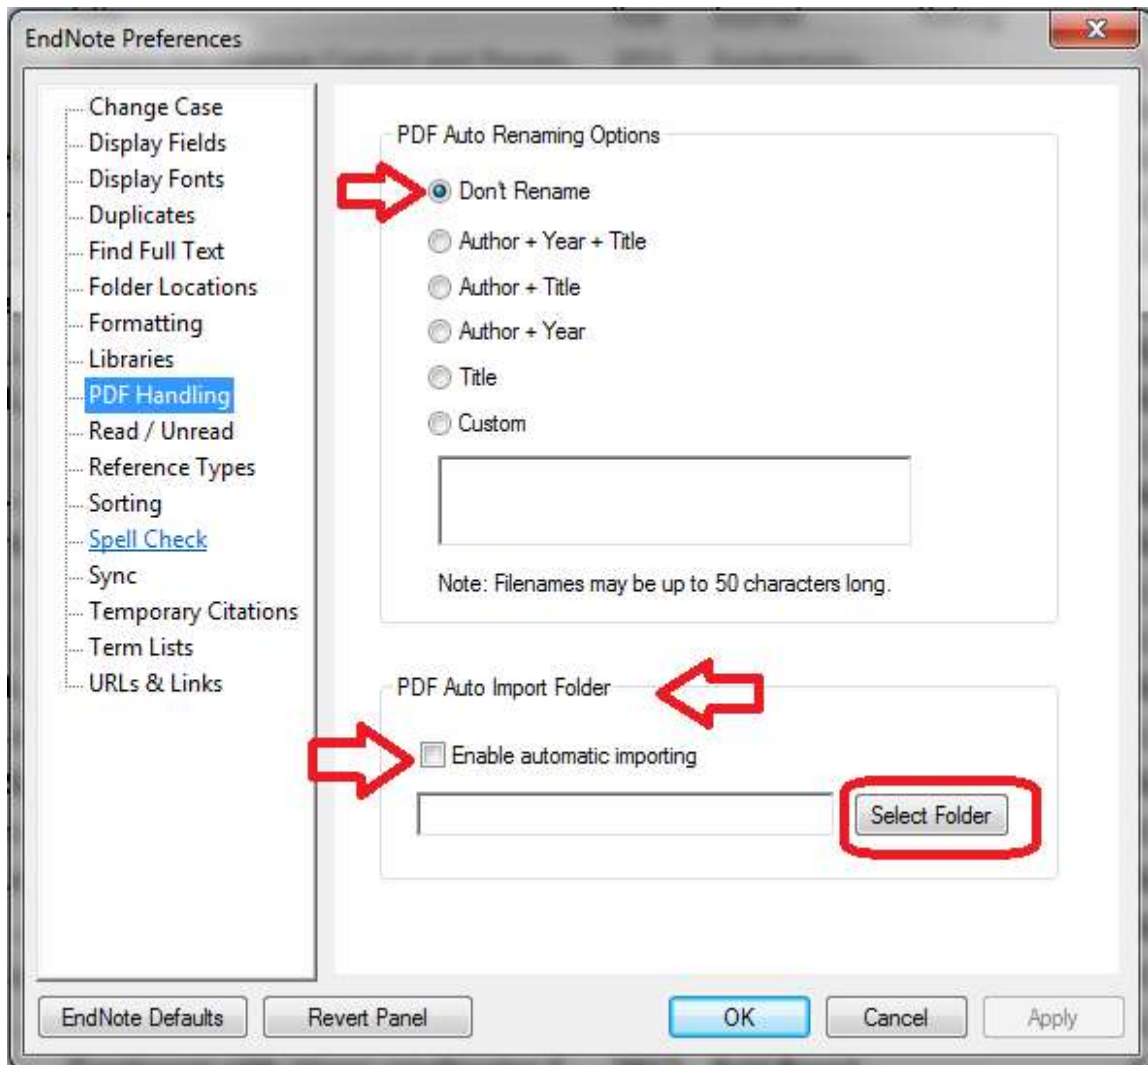 EndNote Preferences
Change Case
Display Fields
Display Fonts
Duplicates
Find Full Text
Folder Locations
Formatting
Libraries
PDF Handling
Read / Unread
Reference Types
Sorting
Spell Check
Sync
Temporary Citations
Term Lists
URLs & Links
PDF Auto Renaming Options
Don't Rename
Author + Year + Title
Author + Title
Author + Year
Title
Custom
Note: Filenames may be up to 50 characters long.
PDF Auto Import Folder
Enable automatic importing
Select Folder
EndNote Defaults
Revert Panel
OK
Cancel
Apply